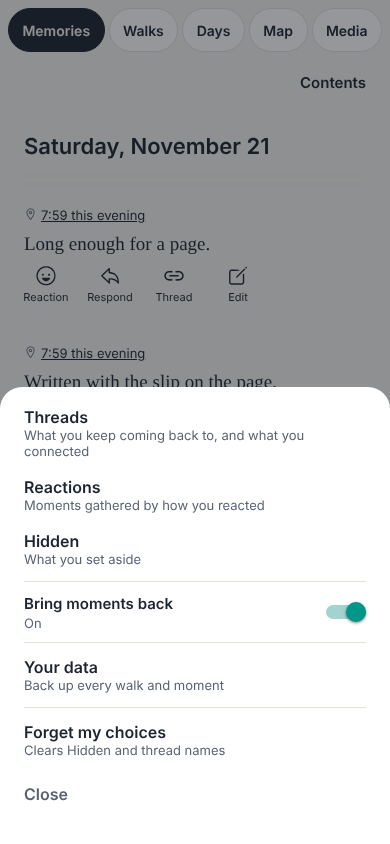 Memories Walks Days Map Media
Contents
Saturday, November 21
7:59 this evening
Long enough for a page.
Reaction Respond Thread Edit
7:59 this evening
Written with the slip on the page.
Threads
What you keep coming back to, and what you
connected
Reactions
Moments gathered by how you reacted
Hidden
What you set aside
Bring moments back
On
Your data
Back up every walk and moment
Forget my choices
Clears Hidden and thread names
Close